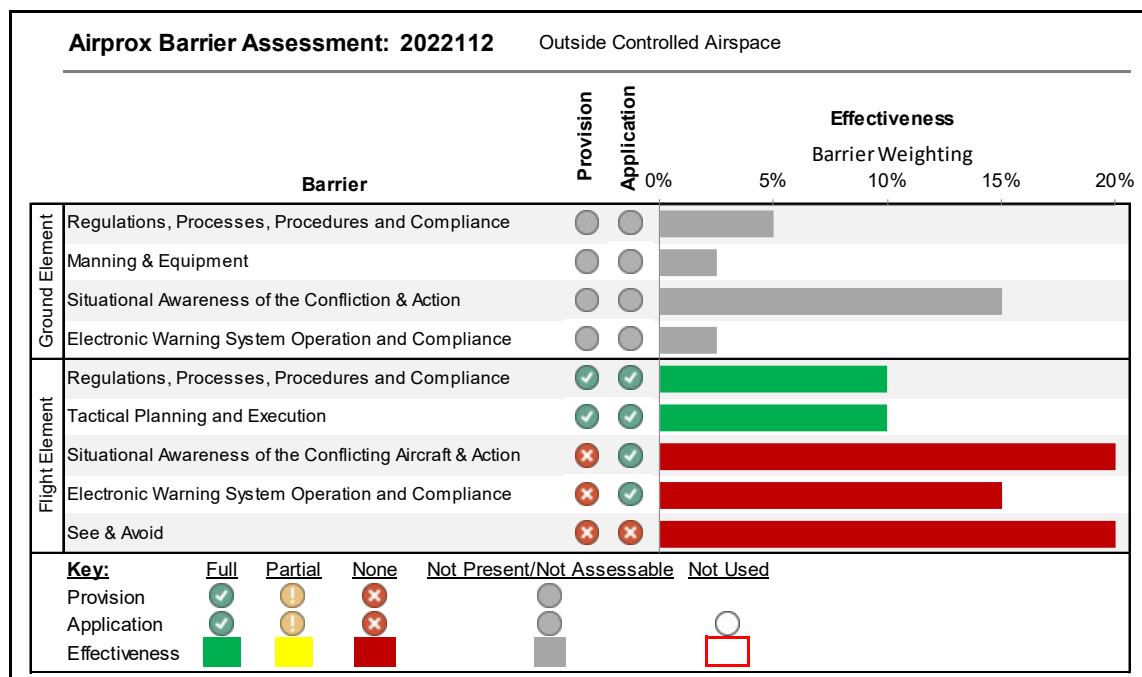 Airprox Barrier Assessment: 2022112 Outside Controlled Airspace
Barrier
Provision
Application
Effectiveness
Barrier Weighting
0% 5% 10% 15% 20%
Ground Element
Regulations, Processes, Procedures and Compliance
Manning & Equipment
Situational Awareness of the Confliction & Action
Electronic Warning System Operation and Compliance
Flight Element
Regulations, Processes, Procedures and Compliance
Tactical Planning and Execution
Situational Awareness of the Conflicting Aircraft & Action
Electronic Warning System Operation and Compliance
See & Avoid
Key: Full Partial None Not Present/Not Assessable Not Used
Provision
Application
Effectiveness